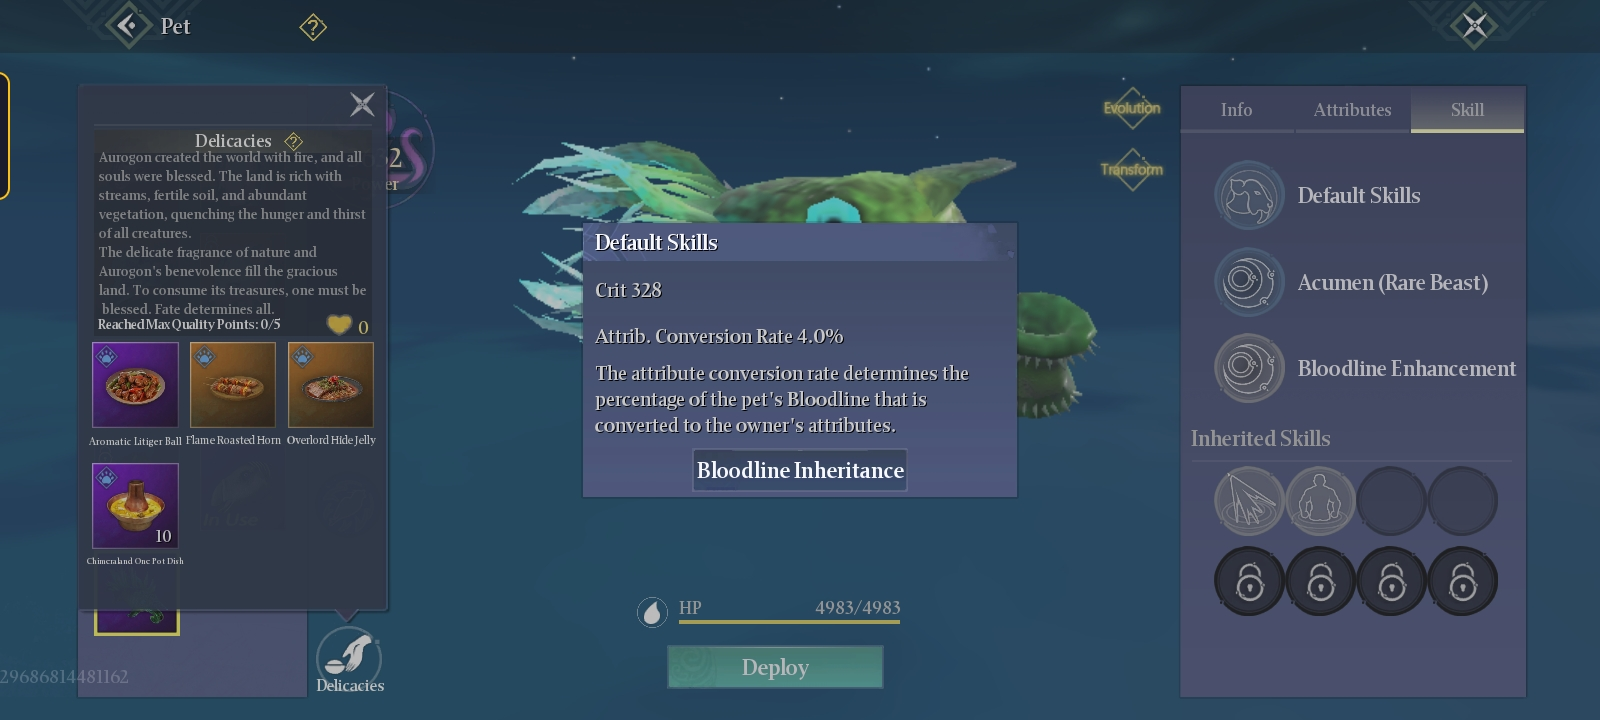 Pet
?
Delicacies ?
Aurogon created the world with fire, and all
souls were blessed. The land is rich with
streams, fertile soil, and abundant
vegetation, quenching the hunger and thirst
of all creatures.
The delicate fragrance of nature and
Aurogon's benevolence fill the gracious
land. To consume its treasures, one must be
blessed. Fate determines all.
Reached Max Quality Points: 0/5
0
Aromatic Litiger Ball
Flame Roasted Horn
Overlord Hide Jelly
10
Chimeraland One Pot Dish
In Use
Delicacies
29686814481162
Default Skills
Crit 328
Attrib. Conversion Rate 4.0%
The attribute conversion rate determines the
percentage of the pet's Bloodline that is
converted to the owner's attributes.
Bloodline Inheritance
HP 4983/4983
Deploy
Evolution
Transform
Info
Attributes
Skill
Default Skills
Acumen (Rare Beast)
Bloodline Enhancement
Inherited Skills